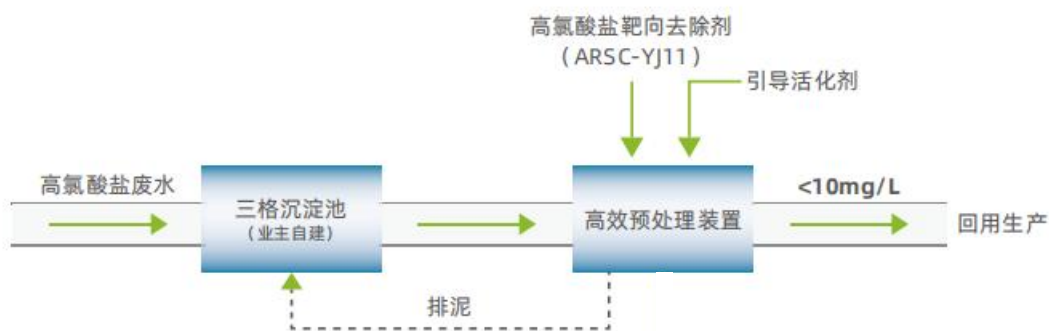 高氯酸盐靶向去除剂
（ARSC-YJ11）
引导活化剂
高氯酸盐废水
三格沉淀池
（业主自建）
高效预处理装置
<10mg/L
回用生产
排泥